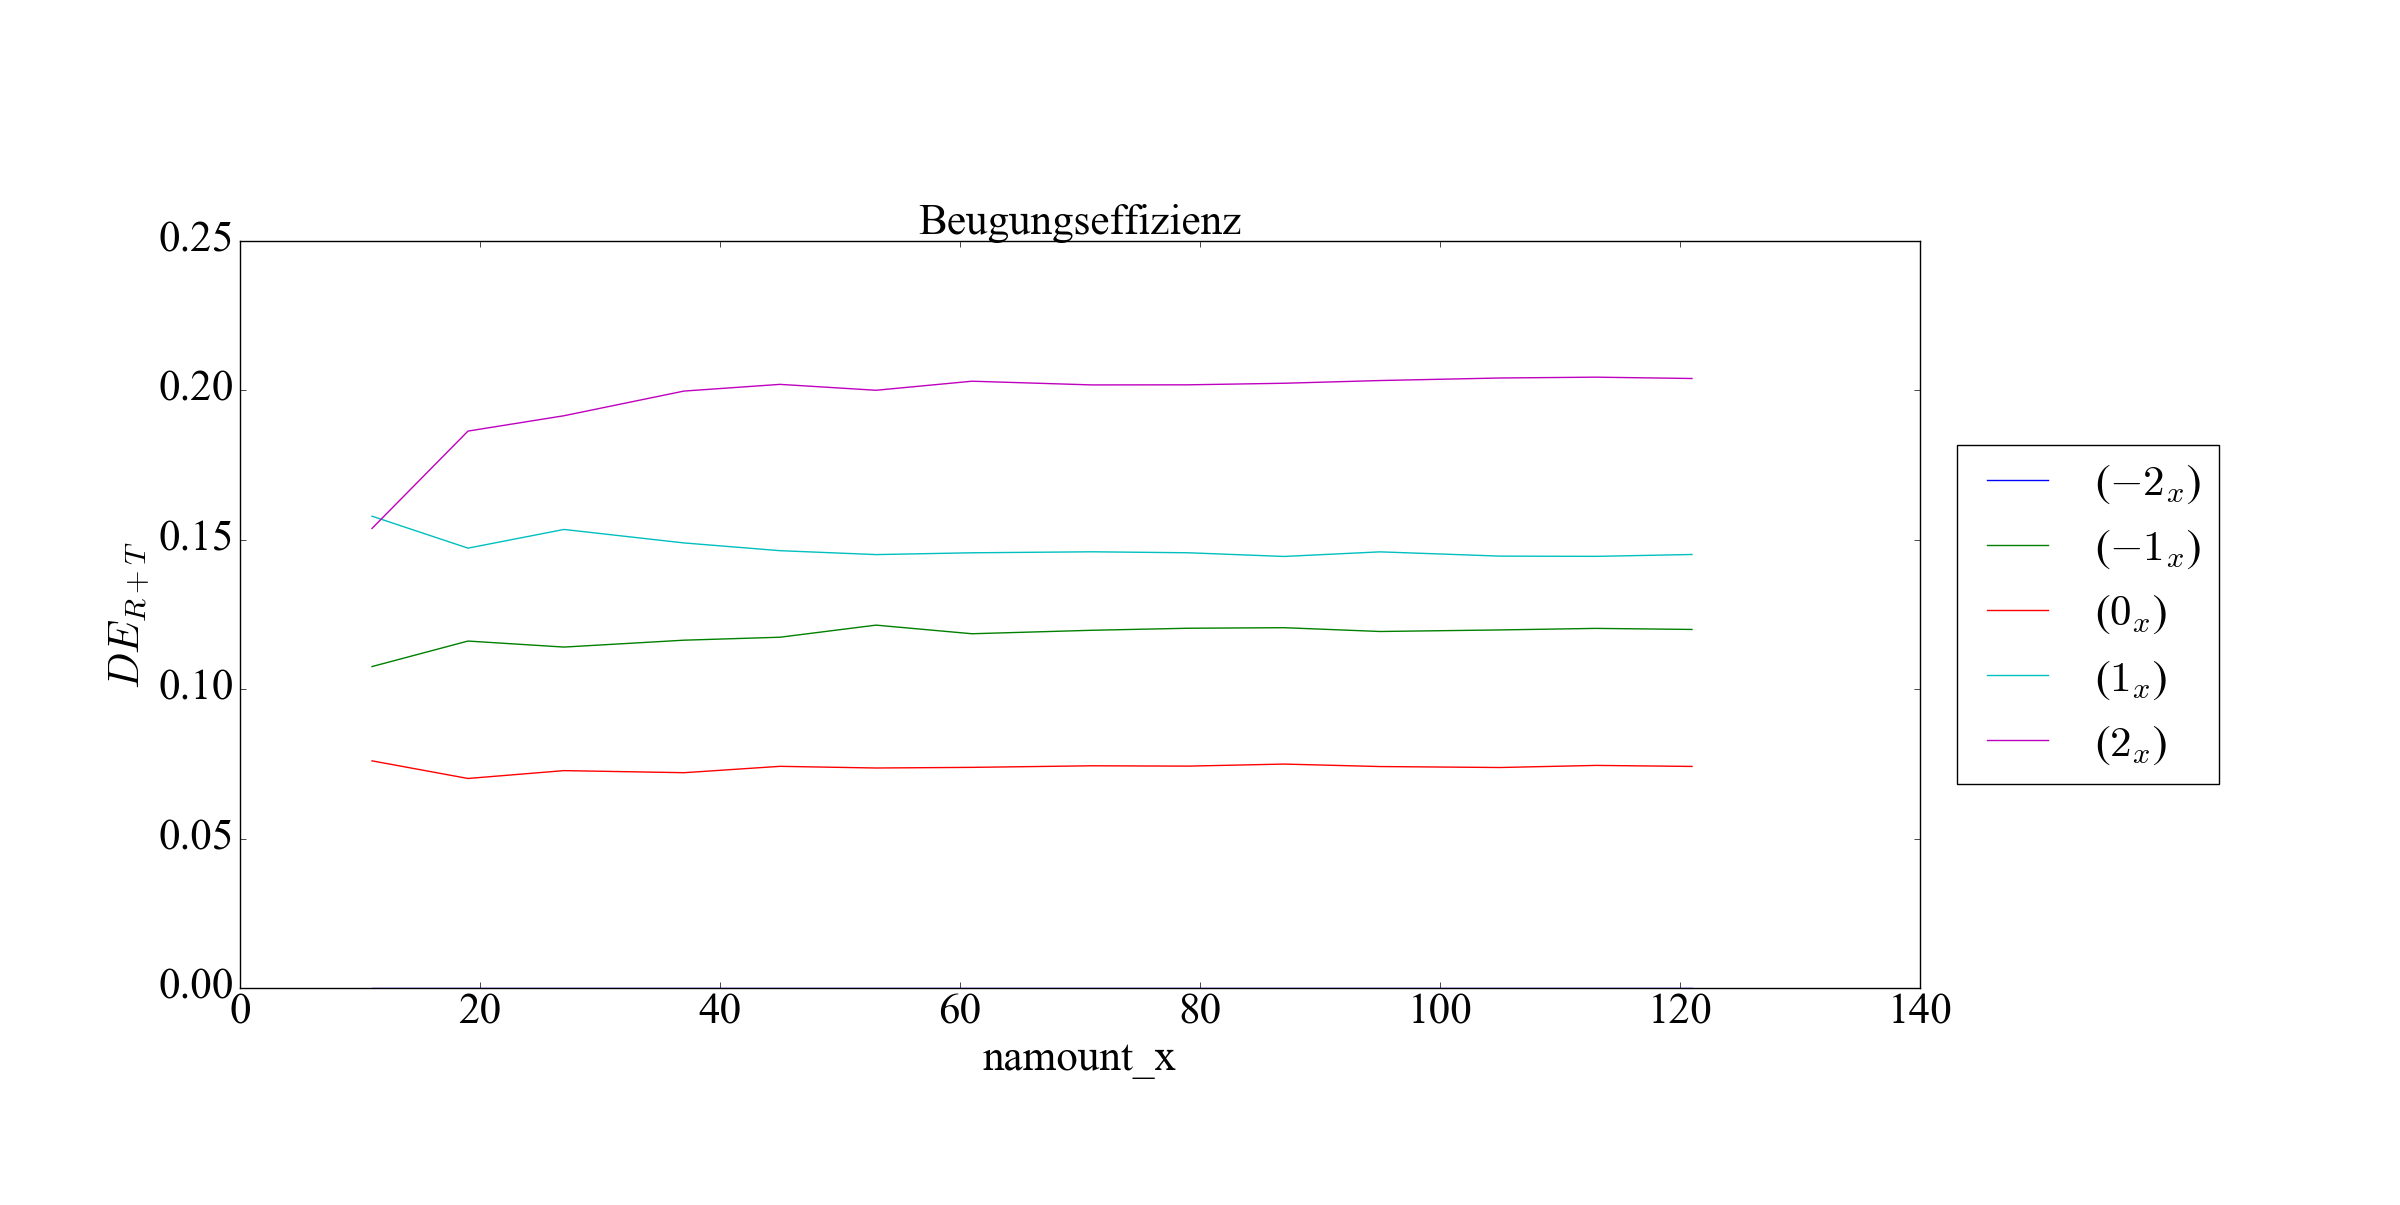 Beugungseffizienz
0.25
0.20
0.15
0.10
0.05
0.00
DE_{R+T}
0 20 40 60 80 100 120 140
namount_x
(−2_x)
(−1_x)
(0_x)
(1_x)
(2_x)